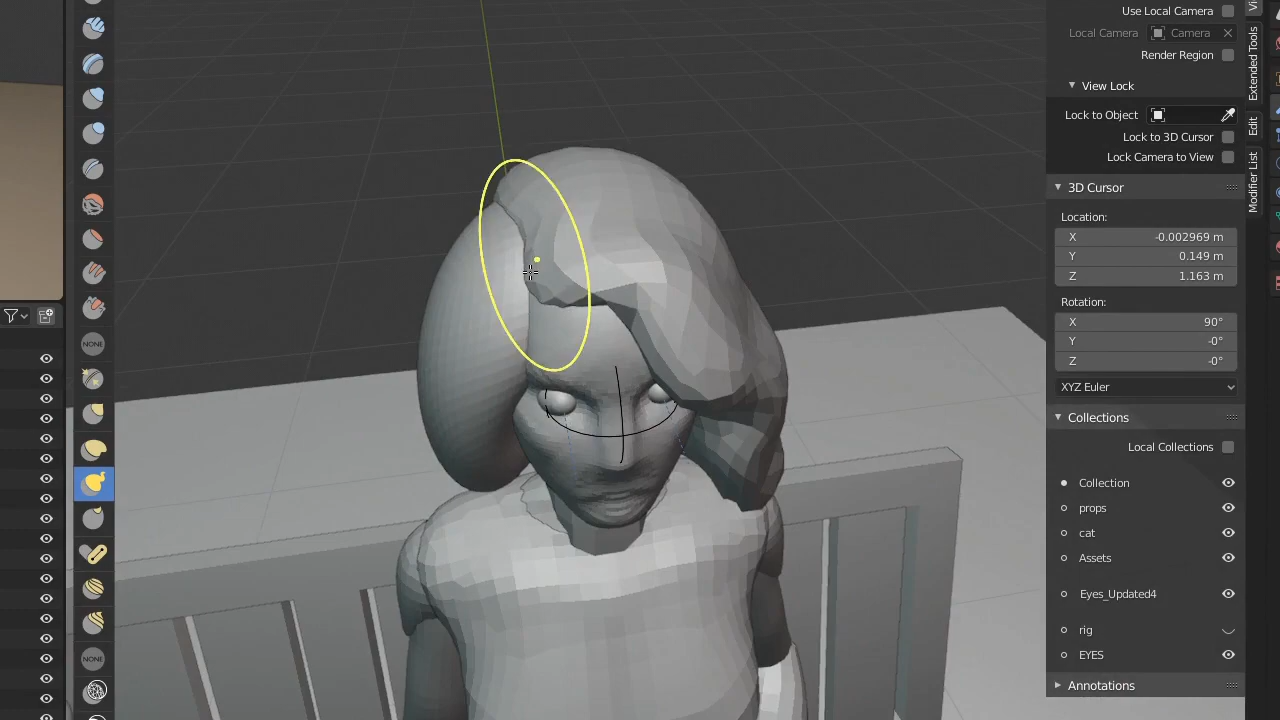 Use Local Camera
Local Camera Camera
Render Region
View Lock
Lock to Object
Lock to 3D Cursor
Lock Camera to View
3D Cursor
Location:
X -0.002969 m
Y 0.149 m
Z 1.163 m
Rotation:
X 90°
Y -0°
Z -0°
XYZ Euler
Collections
Local Collections
Collection
props
cat
Assets
Eyes_Updated4
rig
EYES
Annotations
Extended Tools
Edit
Modifier List
NONE
NONE